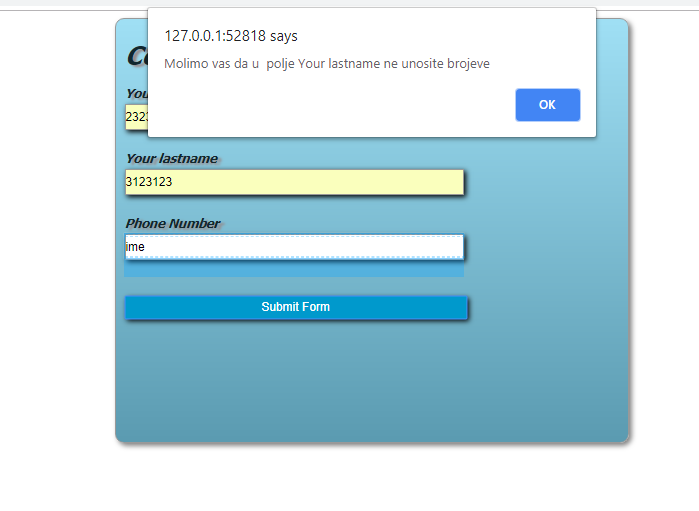 127.0.0.1:52818 says
Molimo vas da u  polje Your lastname ne unosite brojeve
OK
Your lastname
3123123
Phone Number
ime
Submit Form